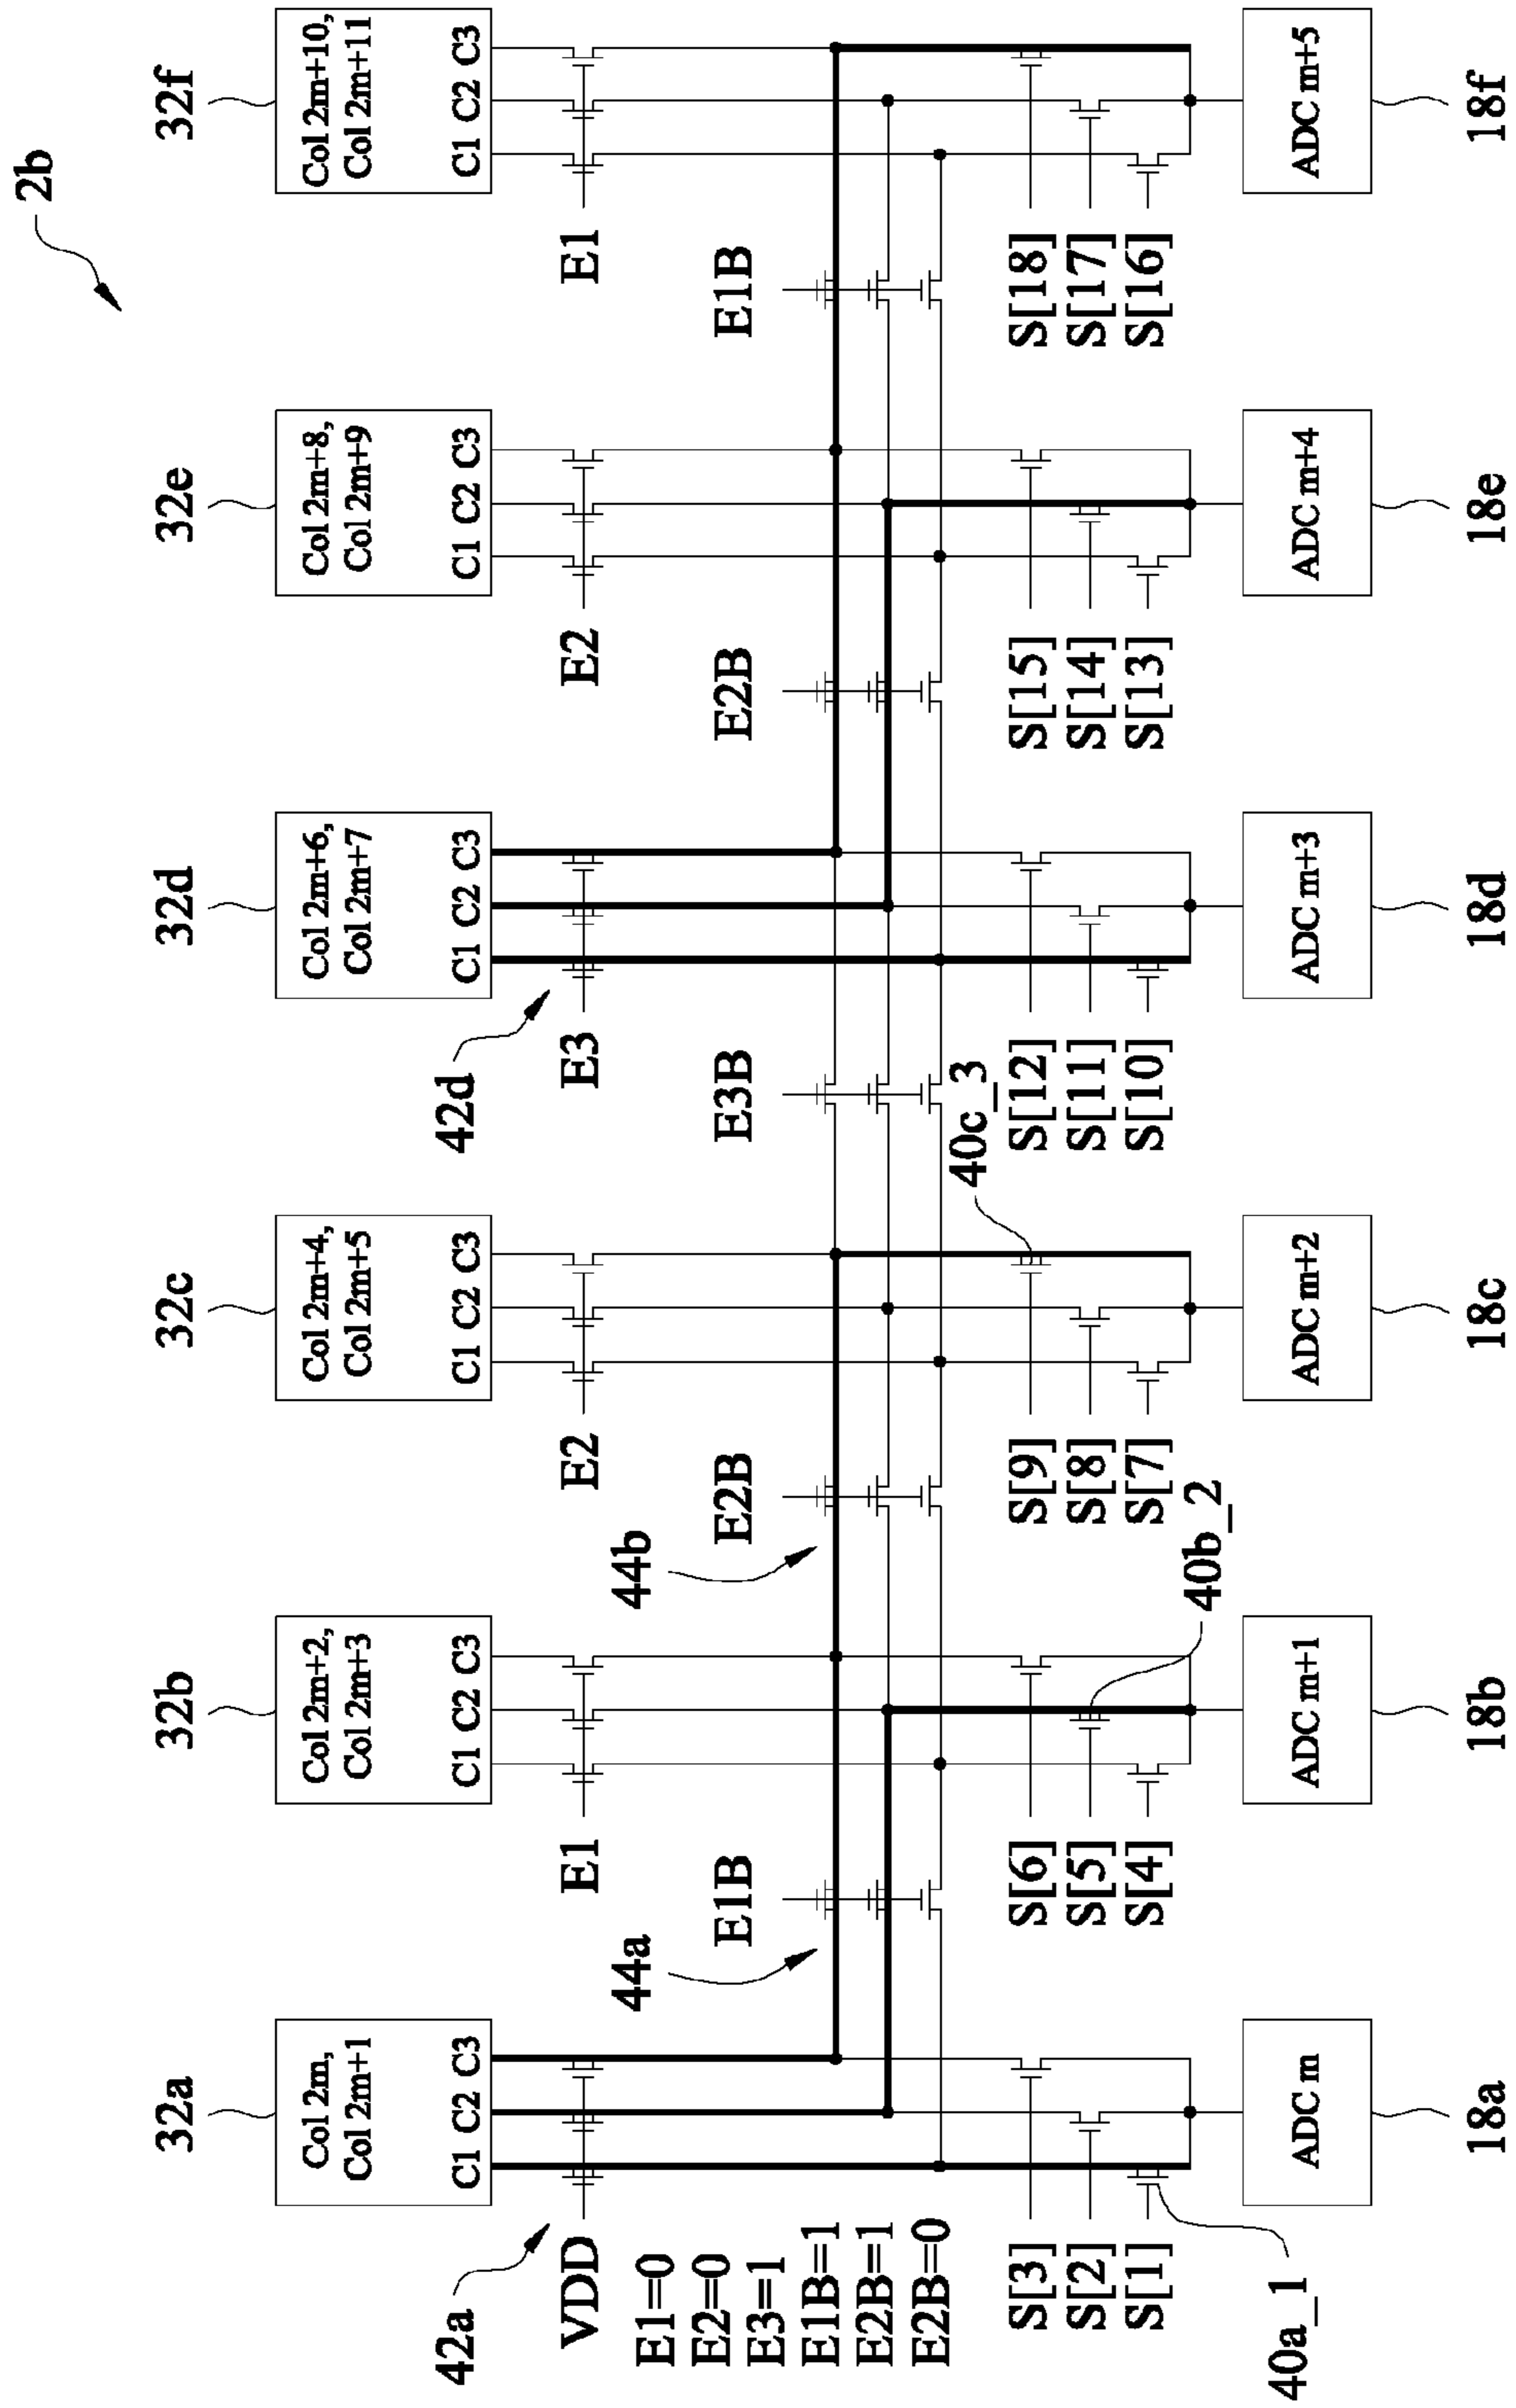 2b
32a
32b
32c
32d
32e
32f
Col 2m,
Col 2m+1
C1 C2 C3
Col 2m+2,
Col 2m+3
C1 C2 C3
Col 2m+4,
Col 2m+5
C1 C2 C3
Col 2m+6,
Col 2m+7
C1 C2 C3
Col 2m+8,
Col 2m+9
C1 C2 C3
Col 2m+10,
Col 2m+11
C1 C2 C3
42a
42d
VDD
E1
E2
E3
E2
E1
44a
44b
E1B
E2B
E3B
E2B
E1B
E1=0
E2=0
E3=1
E1B=1
E2B=1
E2B=0
S[3]
S[2]
S[1]
S[6]
S[5]
S[4]
S[9]
S[8]
S[7]
S[12]
S[11]
S[10]
S[15]
S[14]
S[13]
S[18]
S[17]
S[16]
40a_1
40b_2
40c_3
ADC m
ADC m+1
ADC m+2
ADC m+3
ADC m+4
ADC m+5
18a
18b
18c
18d
18e
18f